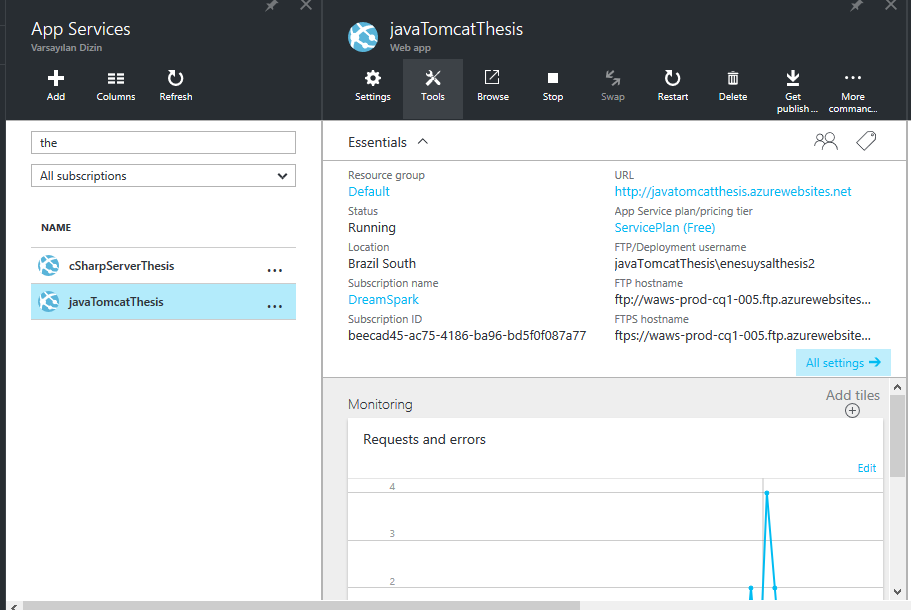 App Services
Varsayılan Dizin
Add
Columns
Refresh
the
All subscriptions
NAME
cSharpServerThesis
...
javaTomcatThesis
...
javaTomcatThesis
Web app
Settings
Tools
Browse
Stop
Swap
Restart
Delete
Get publish...
More commanc...
Essentials
Resource group
Default
Status
Running
Location
Brazil South
Subscription name
DreamSpark
Subscription ID
beecad45-ac75-4186-ba96-bd5f0f087a77
URL
http://javatomcatthesis.azurewebsites.net
App Service plan/pricing tier
ServicePlan (Free)
FTP/Deployment username
javaTomcatThesis\enesuysalthesis2
FTP hostname
ftp://waws-prod-cq1-005.ftp.azurewebsites...
FTPS hostname
ftps://waws-prod-cq1-005.ftp.azurewebsite...
All settings
Monitoring
Add tiles
Requests and errors
Edit
4
3
2